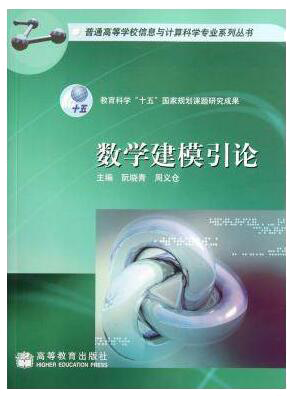 普通高等学校信息与计算科学专业系列丛书
十五
教育科学“十五”国家规划课题研究成果
数学建模引论
主编 阮晓青 周义仓
高等教育出版社
HIGHER EDUCATION PRESS